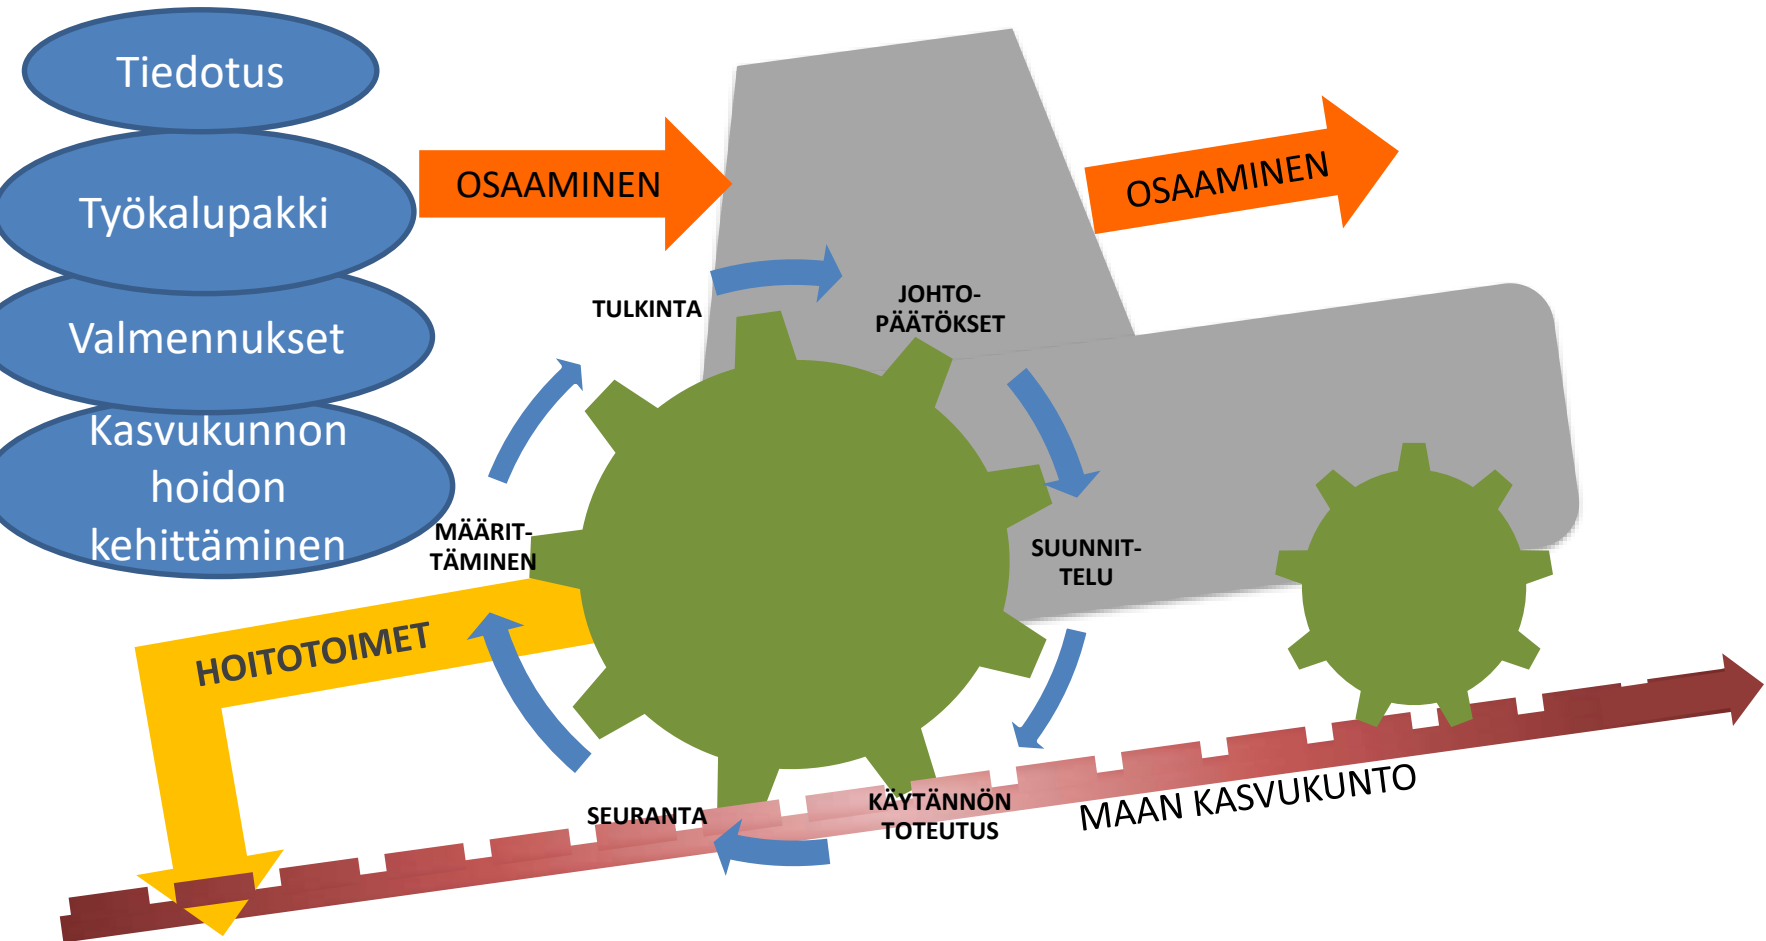 Tiedotus
Työkalupakki
Valmennukset
Kasvukunnon
hoidon
kehittäminen
OSAAMINEN
OSAAMINEN
TULKINTA
JOHTO-
PÄÄTÖKSET
MÄÄRIT-
TÄMINEN
SUUNNIT-
TELU
HOITOTOIMET
SEURANTA
KÄYTÄNNÖN
TOTEUTUS
MAAN KASVUKUNTO